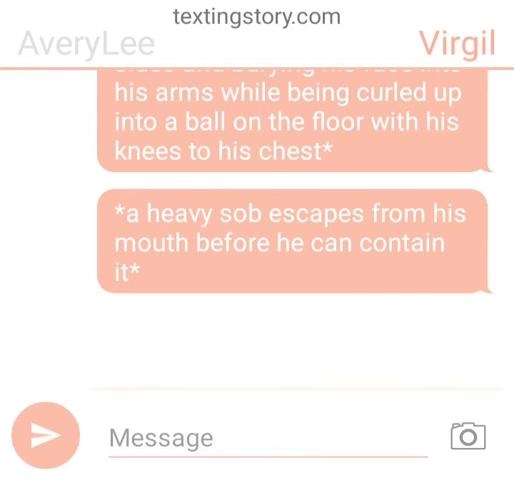 textingstory.com
AveryLee
Virgil
his arms while being curled up
into a ball on the floor with his
knees to his chest*
*a heavy sob escapes from his
mouth before he can contain
it*
Message